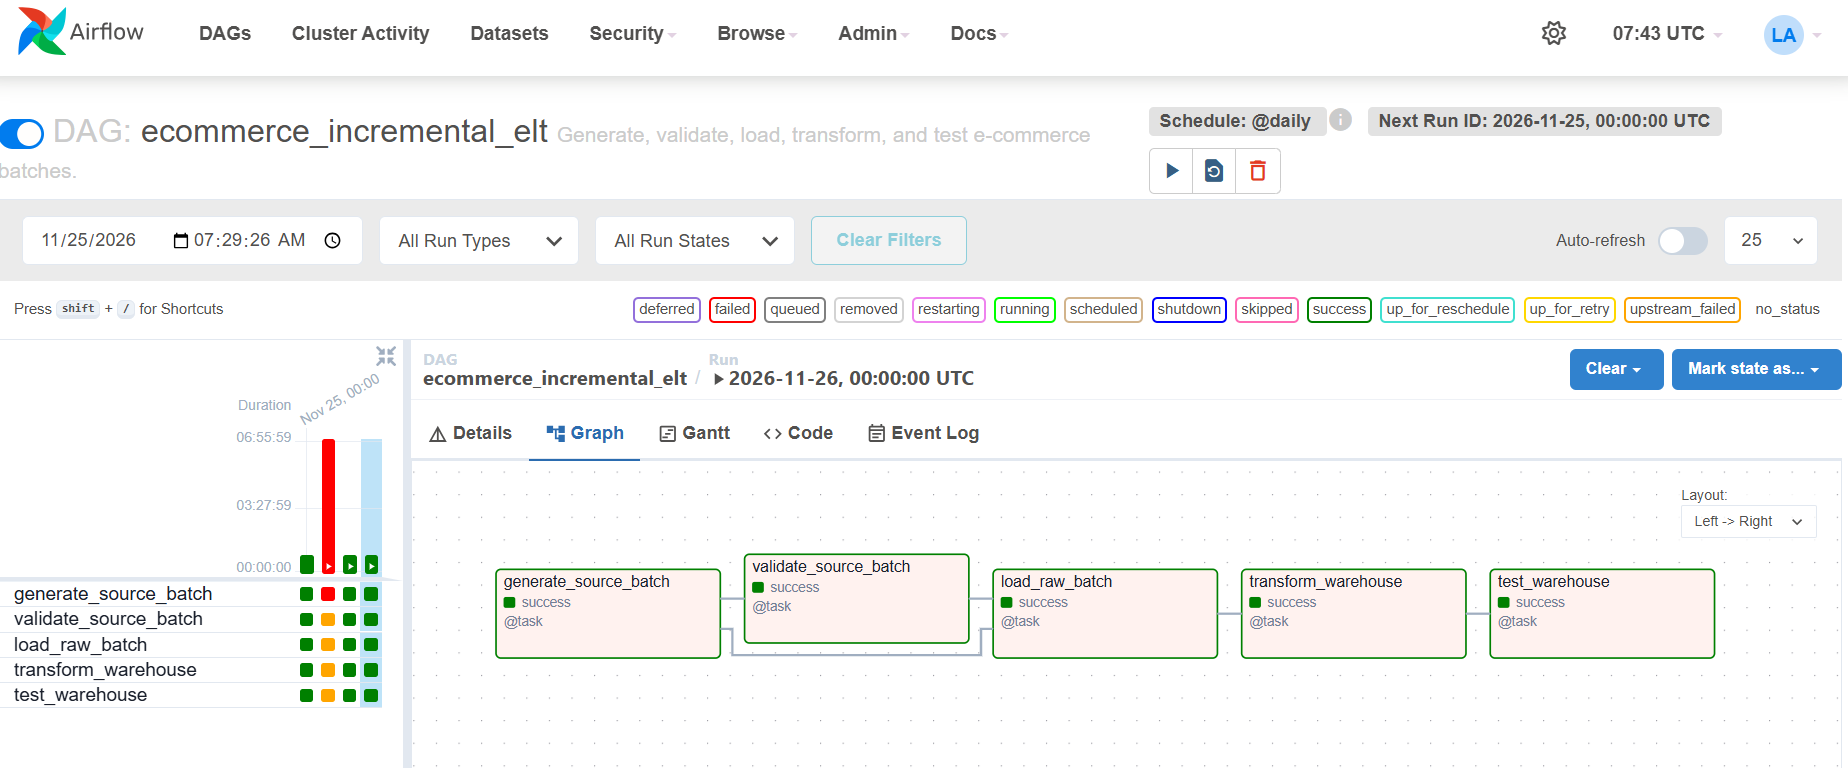 Airflow
DAGs
Cluster Activity
Datasets
Security
Browse
Admin
Docs
07:43 UTC
LA
DAG: ecommerce_incremental_elt Generate, validate, load, transform, and test e-commerce
batches.
Schedule: @daily
Next Run ID: 2026-11-25, 00:00:00 UTC
11/25/2026 07:29:26 AM
All Run Types
All Run States
Clear Filters
Auto-refresh
25
Press shift + / for Shortcuts
deferred
failed
queued
removed
restarting
running
scheduled
shutdown
skipped
success
up_for_reschedule
up_for_retry
upstream_failed
no_status
Duration
Nov 25, 00:00
06:55:59
03:27:59
00:00:00
generate_source_batch
validate_source_batch
load_raw_batch
transform_warehouse
test_warehouse
DAG
ecommerce_incremental_elt
/
Run
2026-11-26, 00:00:00 UTC
Clear
Mark state as...
Details
Graph
Gantt
Code
Event Log
Layout:
Left -> Right
generate_source_batch
success
@task
validate_source_batch
success
@task
load_raw_batch
success
@task
transform_warehouse
success
@task
test_warehouse
success
@task